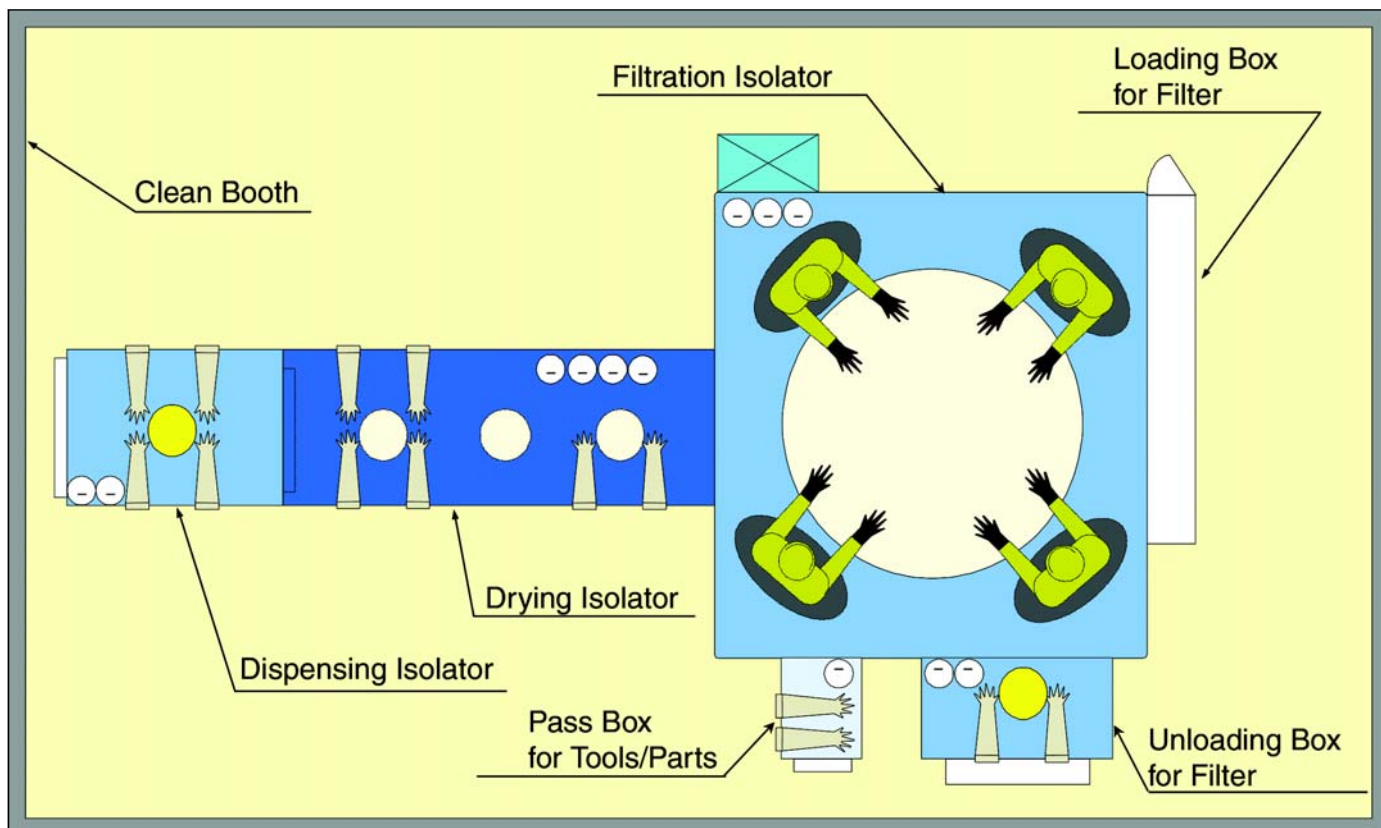 Filtration Isolator
Loading Box
for Filter
Clean Booth
Drying Isolator
Dispensing Isolator
Pass Box
for Tools/Parts
Unloading Box
for Filter